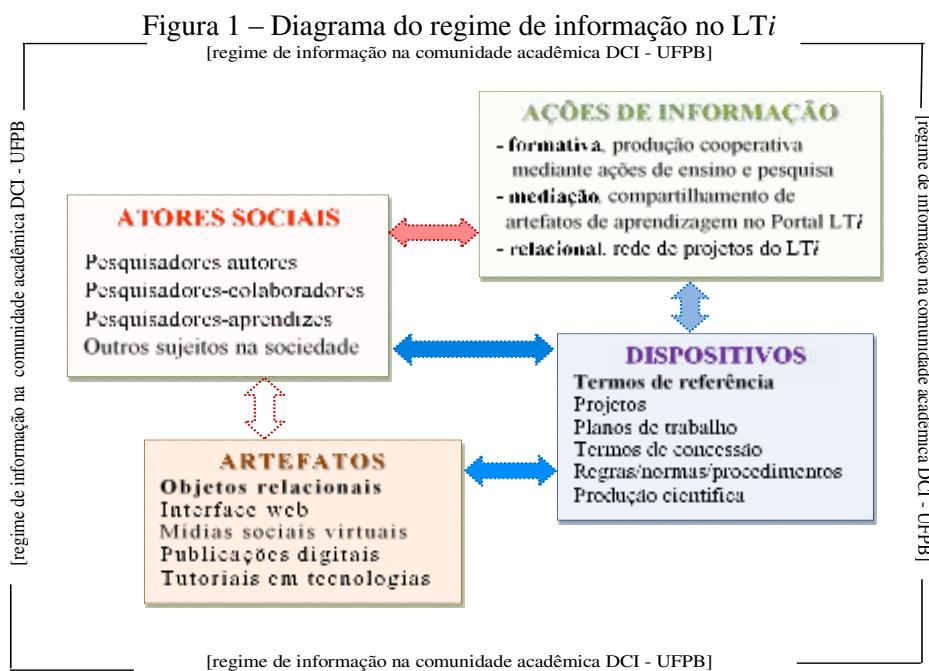 Figura 1 – Diagrama do regime de informação no LTi
[regime de informação na comunidade acadêmica DCI - UFPB]
[regime de informação na comunidade acadêmica DCI - UFPB
AÇÕES DE INFORMAÇÃO
- formativa, produção cooperativa
mediante ações de ensino e pesquisa
- mediação, compartilhamento de
artefatos de aprendizagem no Portal LTi
- relacional, rede de projetos do LTi
ATORES SOCIAIS
Pesquisadores autores
Pesquisadores-colaboradores
Pesquisadores-aprendizes
Outros sujeitos na sociedade
DISPOSITIVOS
Termos de referência
Projetos
Planos de trabalho
Termos de concessão
Regras/normas/procedimentos
Produção científica
ARTEFATOS
Objetos relacionais
Interface web
Mídias sociais virtuais
Publicações digitais
Tutoriais em tecnologias
[regime de informação na comunidade acadêmica DCI - UFPB]
[regime de informação na comunidade acadêmica DCI - UFPB]